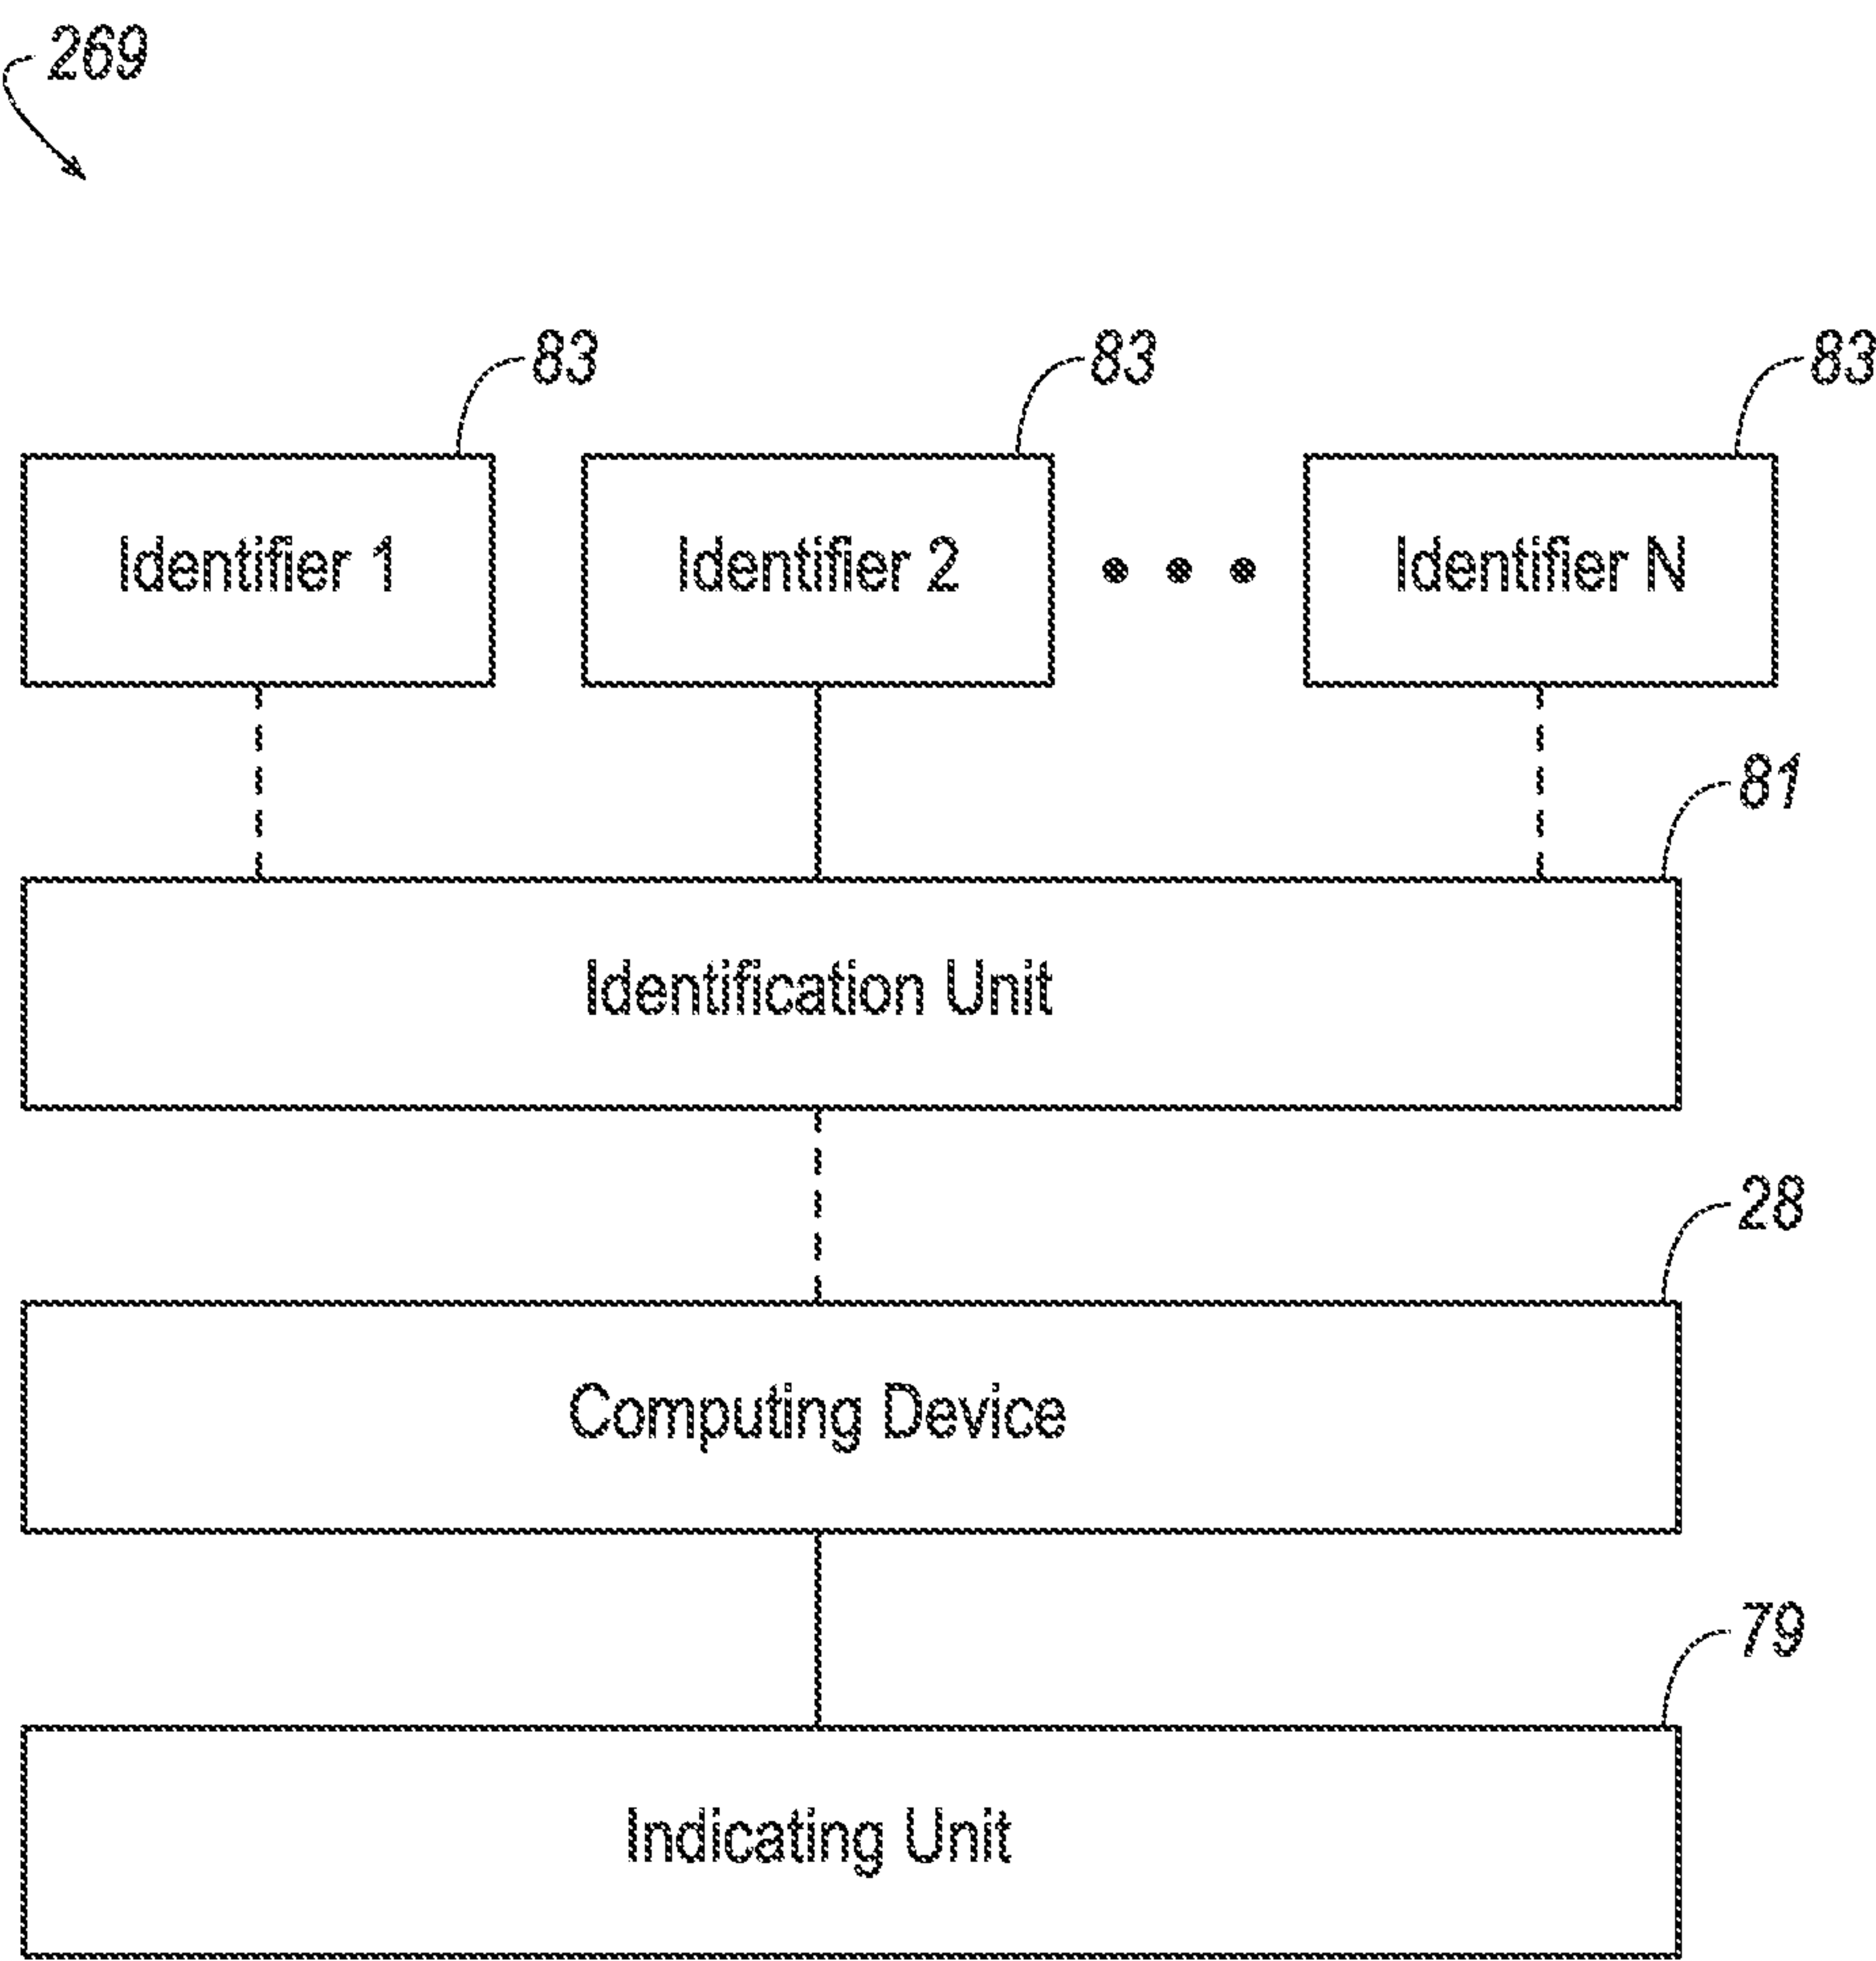 269
83 83 83
Identifier 1 Identifier 2 ••• Identifier N
81
Identification Unit
28
Computing Device
79
Indicating Unit